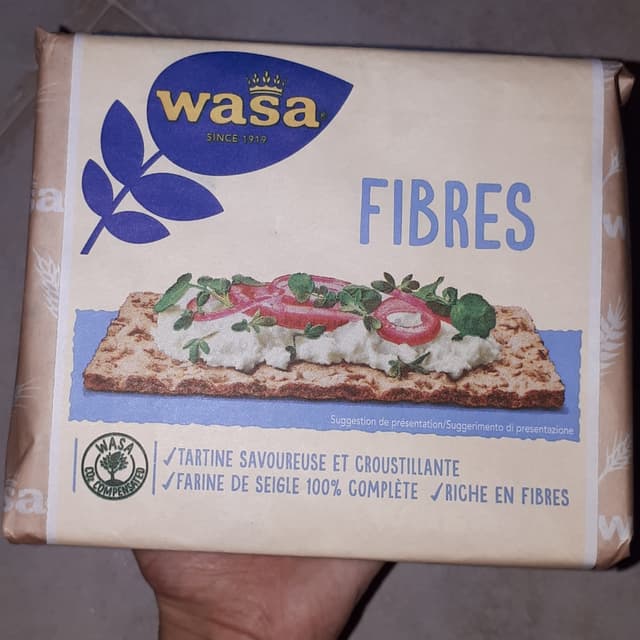 wasa
SINCE 1919
FIBRES
Suggestion de présentation/Suggerimento di presentazione
WASA
CO2 COMPENSATED
✓TARTINE SAVOUREUSE ET CROUSTILLANTE
✓FARINE DE SEIGLE 100% COMPLÈTE ✓RICHE EN FIBRES